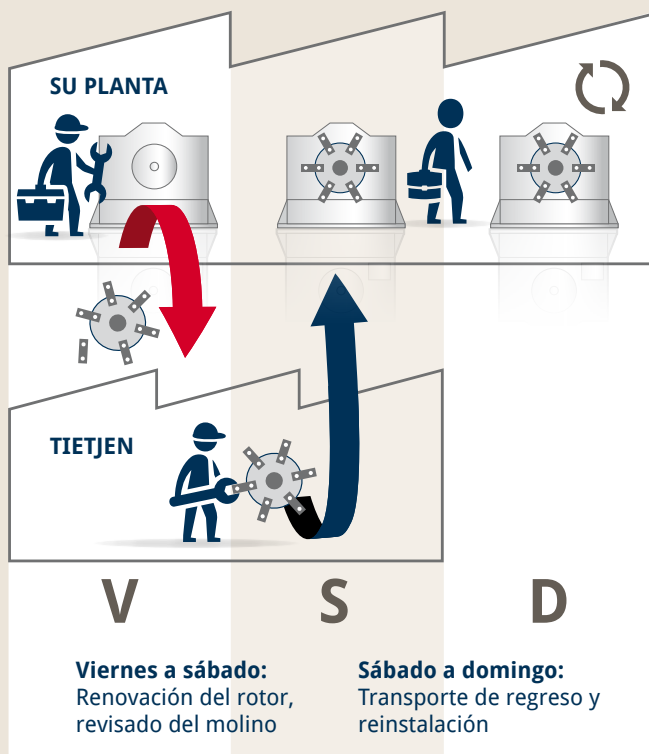 SU PLANTA
TIETJEN
V
S
D
Viernes a sábado:
Renovación del rotor,
revisado del molino
Sábado a domingo:
Transporte de regreso y
reinstalación